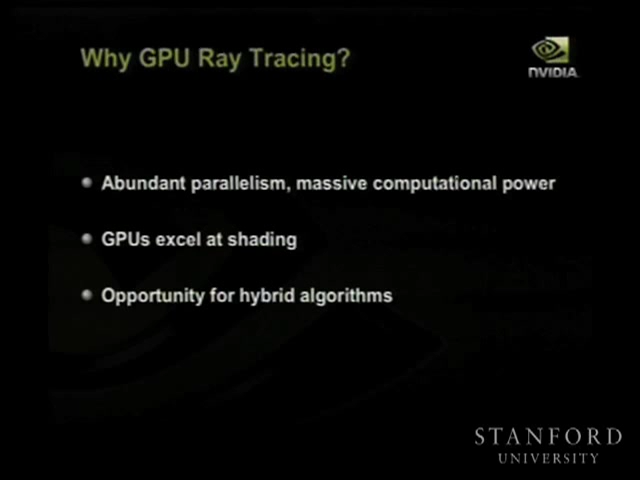 Why GPU Ray Tracing?
NVIDIA
Abundant parallelism, massive computational power
GPUs excel at shading
Opportunity for hybrid algorithms
STANFORD
UNIVERSITY